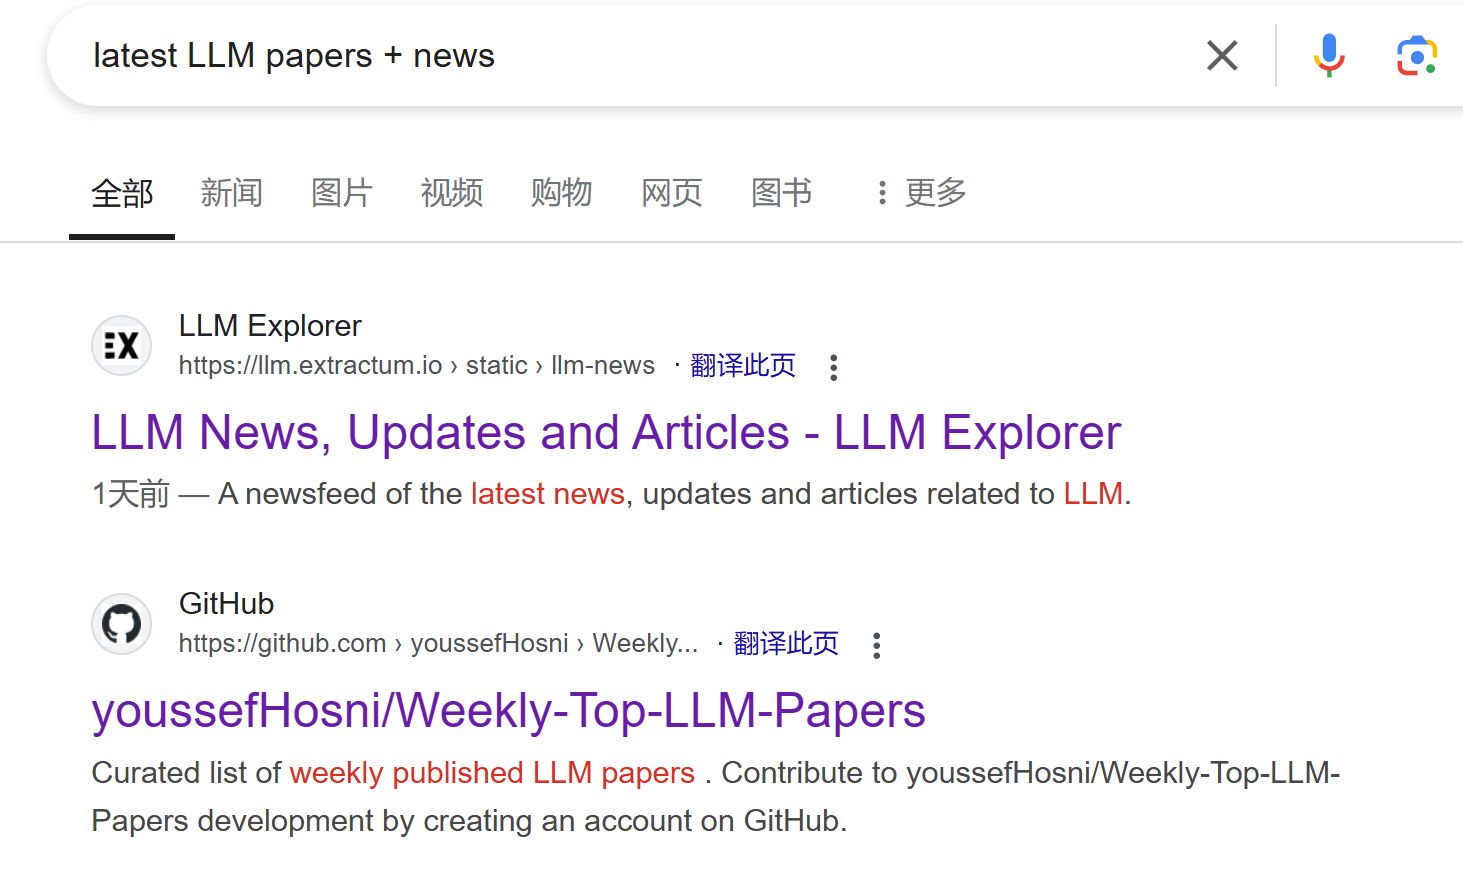 latest LLM papers + news
全部 新闻 图片 视频 购物 网页 图书 更多
EX
LLM Explorer
https://llm.extractum.io › static › llm-news · 翻译此页
LLM News, Updates and Articles - LLM Explorer
1天前 — A newsfeed of the latest news, updates and articles related to LLM.
GitHub
https://github.com › youssefHosni › Weekly... · 翻译此页
youssefHosni/Weekly-Top-LLM-Papers
Curated list of weekly published LLM papers . Contribute to youssefHosni/Weekly-Top-LLM-
Papers development by creating an account on GitHub.